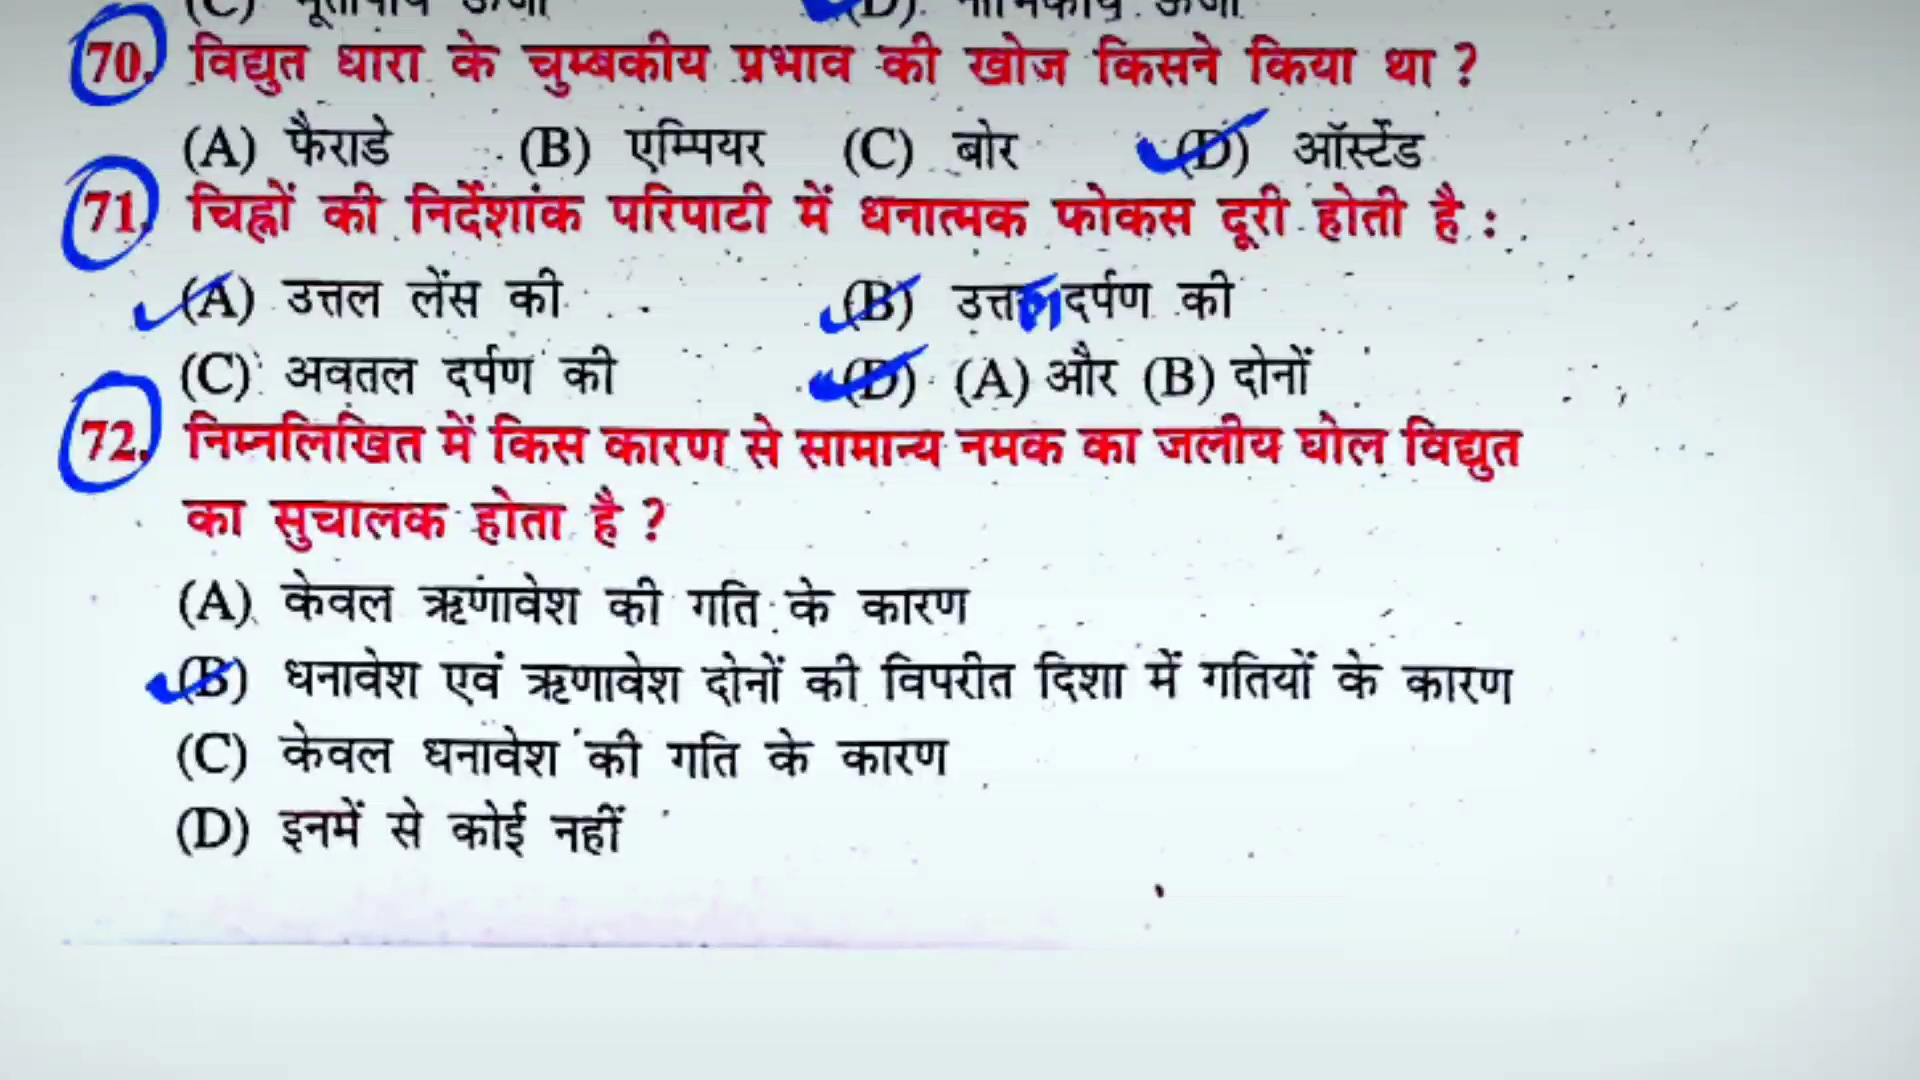 70. विद्युत धारा के चुम्बकीय प्रभाव की खोज किसने किया था ?
(A) फैराडे (B) एम्पियर (C) बोर (D) ऑर्स्टेड
71. चिह्नों की निर्देशांक परिपाटी में धनात्मक फोकस दूरी होती है :
(A) उत्तल लेंस की (B) उत्तल दर्पण की
(C) अवतल दर्पण की (D) (A) और (B) दोनों
72. निम्नलिखित में किस कारण से सामान्य नमक का जलीय घोल विद्युत
का सुचालक होता है ?
(A) केवल ऋणावेश की गति के कारण
(B) धनावेश एवं ऋणावेश दोनों की विपरीत दिशा में गतियों के कारण
(C) केवल धनावेश की गति के कारण
(D) इनमें से कोई नहीं